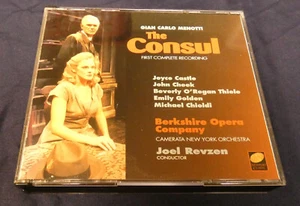 GIAN CARLO MENOTTI
The
Consul
FIRST COMPLETE RECORDING
Joyce Castle
John Cheek
Beverly O'Regan Thiele
Emily Golden
Michael Chioldi
Berkshire Opera
Company
CAMERATA NEW YORK ORCHESTRA
Joel Revzen
CONDUCTOR